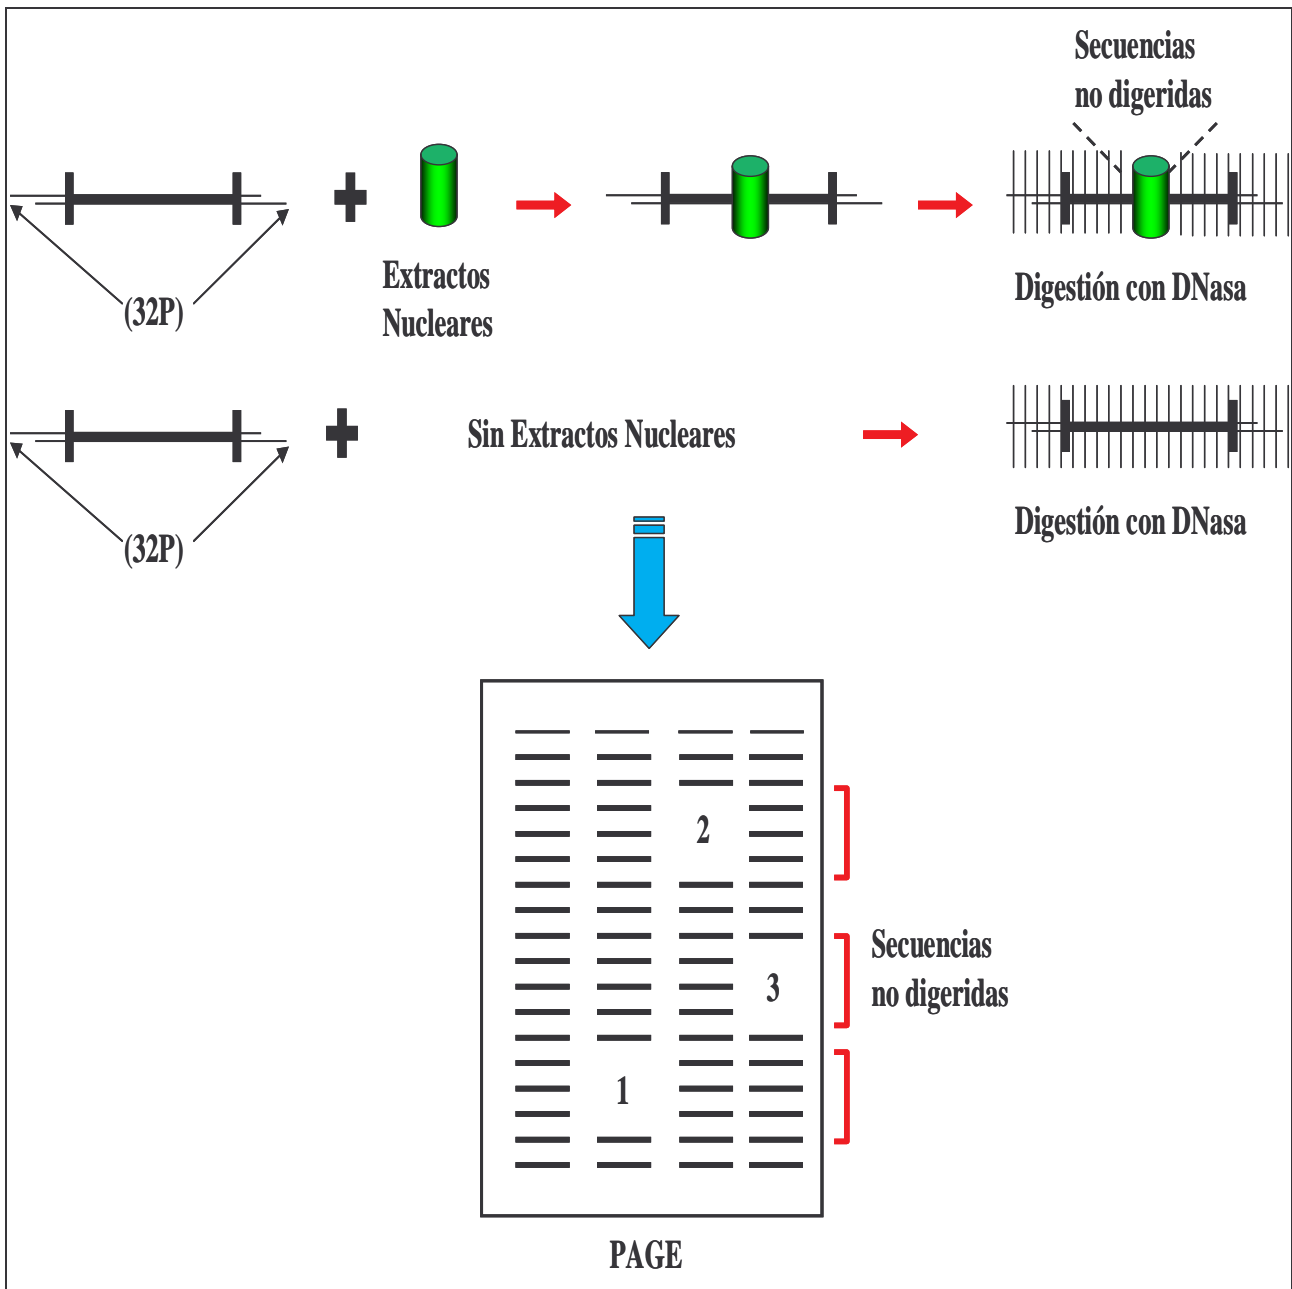 Secuencias
no digeridas
Extractos
Nucleares
(32P)
Digestión con DNasa
Sin Extractos Nucleares
(32P)
Digestión con DNasa
2
Secuencias
no digeridas
3
1
PAGE